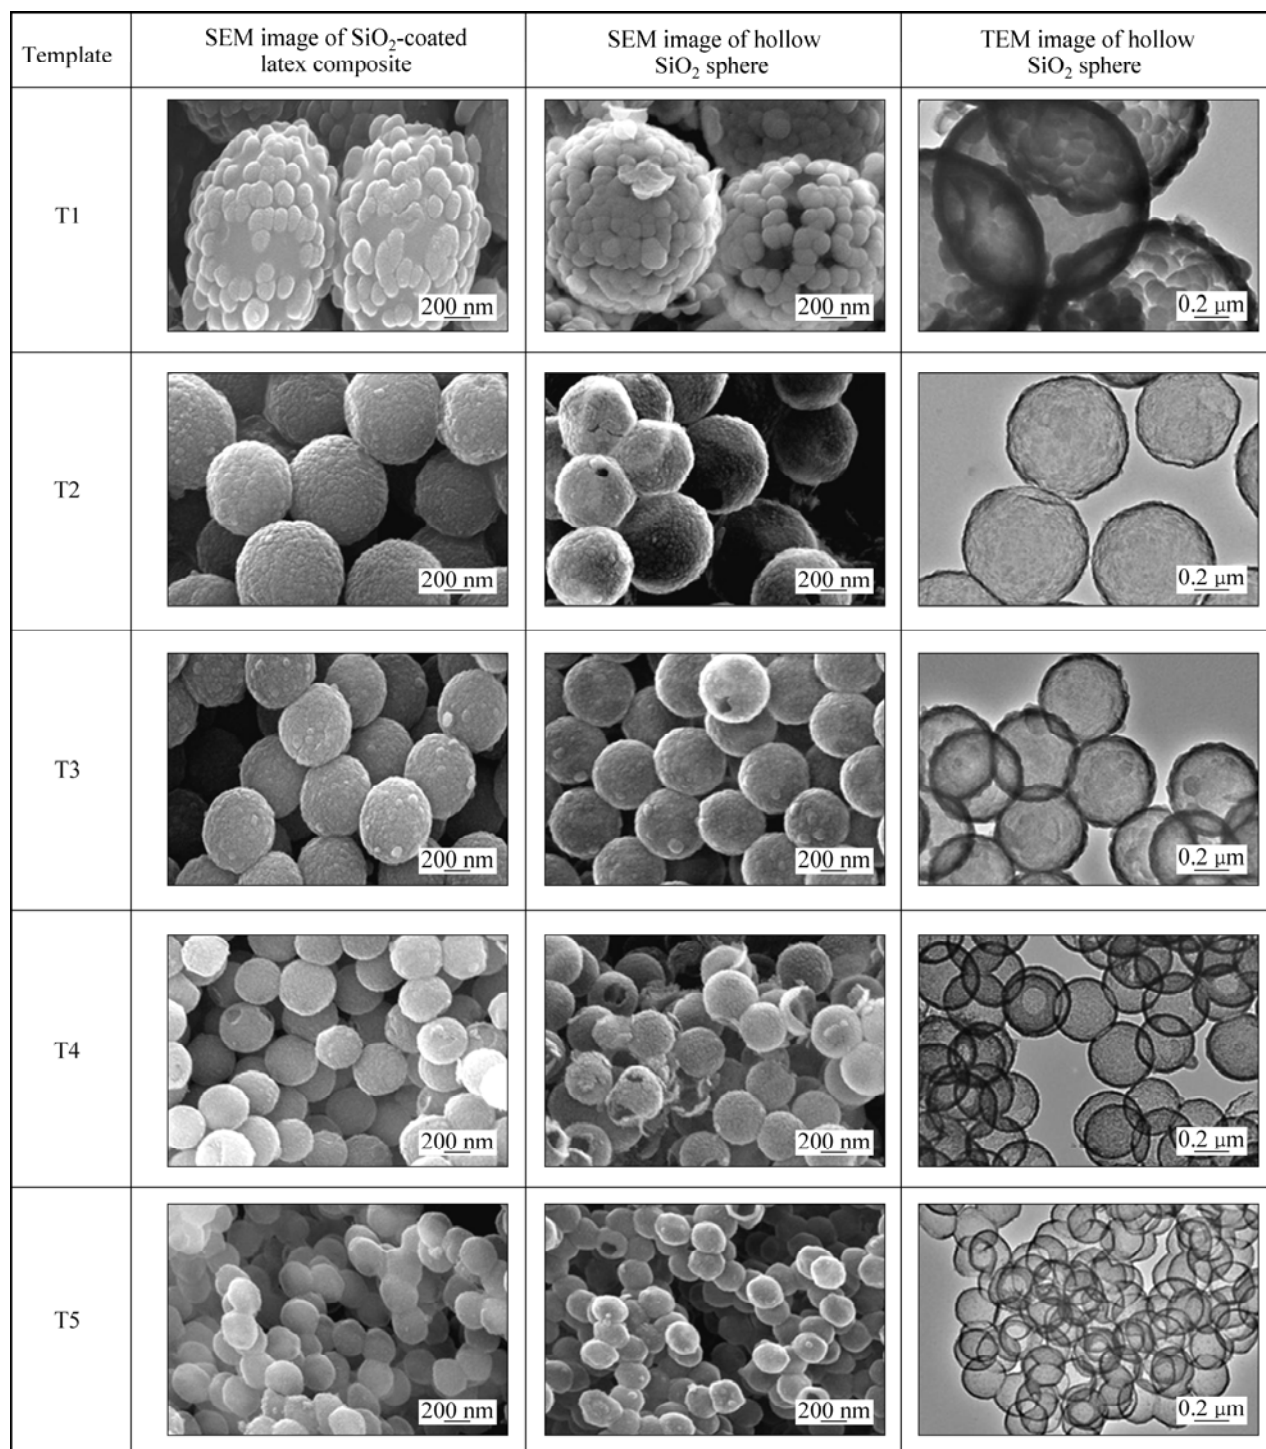 Template
SEM image of SiO₂-coated
latex composite
SEM image of hollow
SiO₂ sphere
TEM image of hollow
SiO₂ sphere
T1
200 nm
200 nm
0.2 μm
T2
200 nm
200 nm
0.2 μm
T3
200 nm
200 nm
0.2 μm
T4
200 nm
200 nm
0.2 μm
T5
200 nm
200 nm
0.2 μm